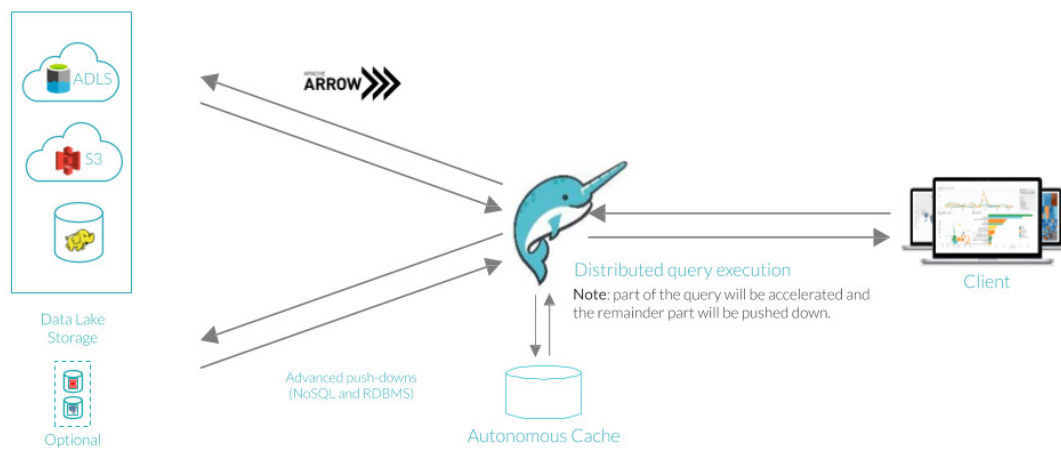 ADLS
APACHE
ARROW
S3
Distributed query execution
Note: part of the query will be accelerated and
the remainder part will be pushed down.
Client
Data Lake
Storage
Advanced push-downs
(NoSQL and RDBMS)
Optional
Autonomous Cache